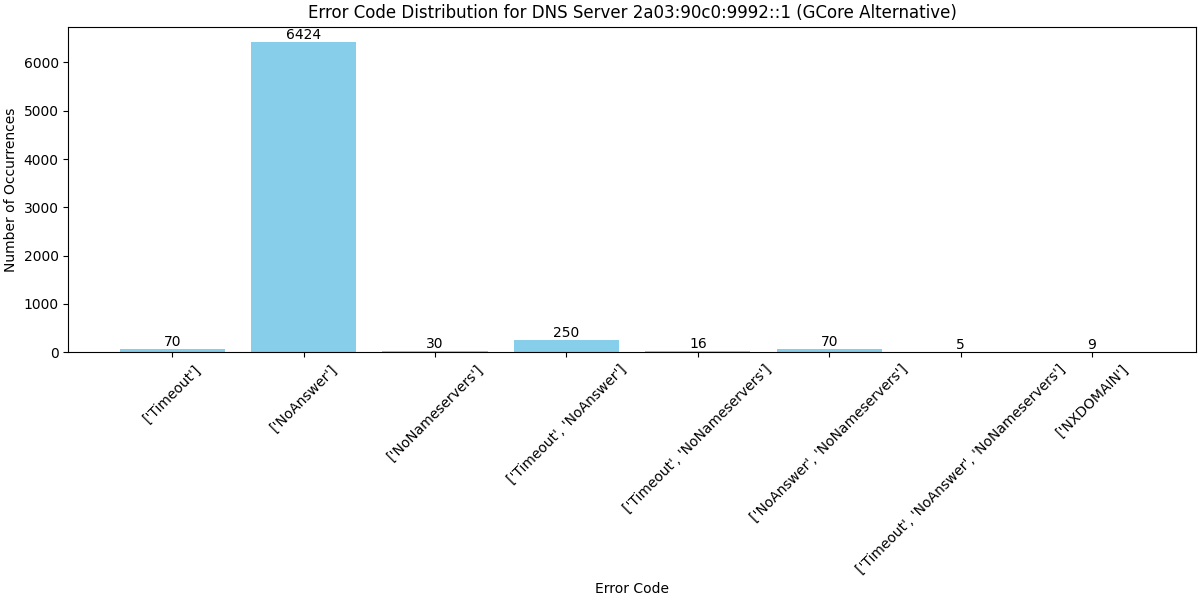 Error Code Distribution for DNS Server 2a03:90c0:9992::1 (GCore Alternative)
Number of Occurrences
6000
5000
4000
3000
2000
1000
0
70
6424
30
250
16
70
5
9
['Timeout']
['NoAnswer']
['NoNameservers']
['Timeout', 'NoAnswer']
['Timeout', 'NoNameservers']
['NoAnswer', 'NoNameservers']
['Timeout', 'NoAnswer', 'NoNameservers']
['NXDOMAIN']
Error Code